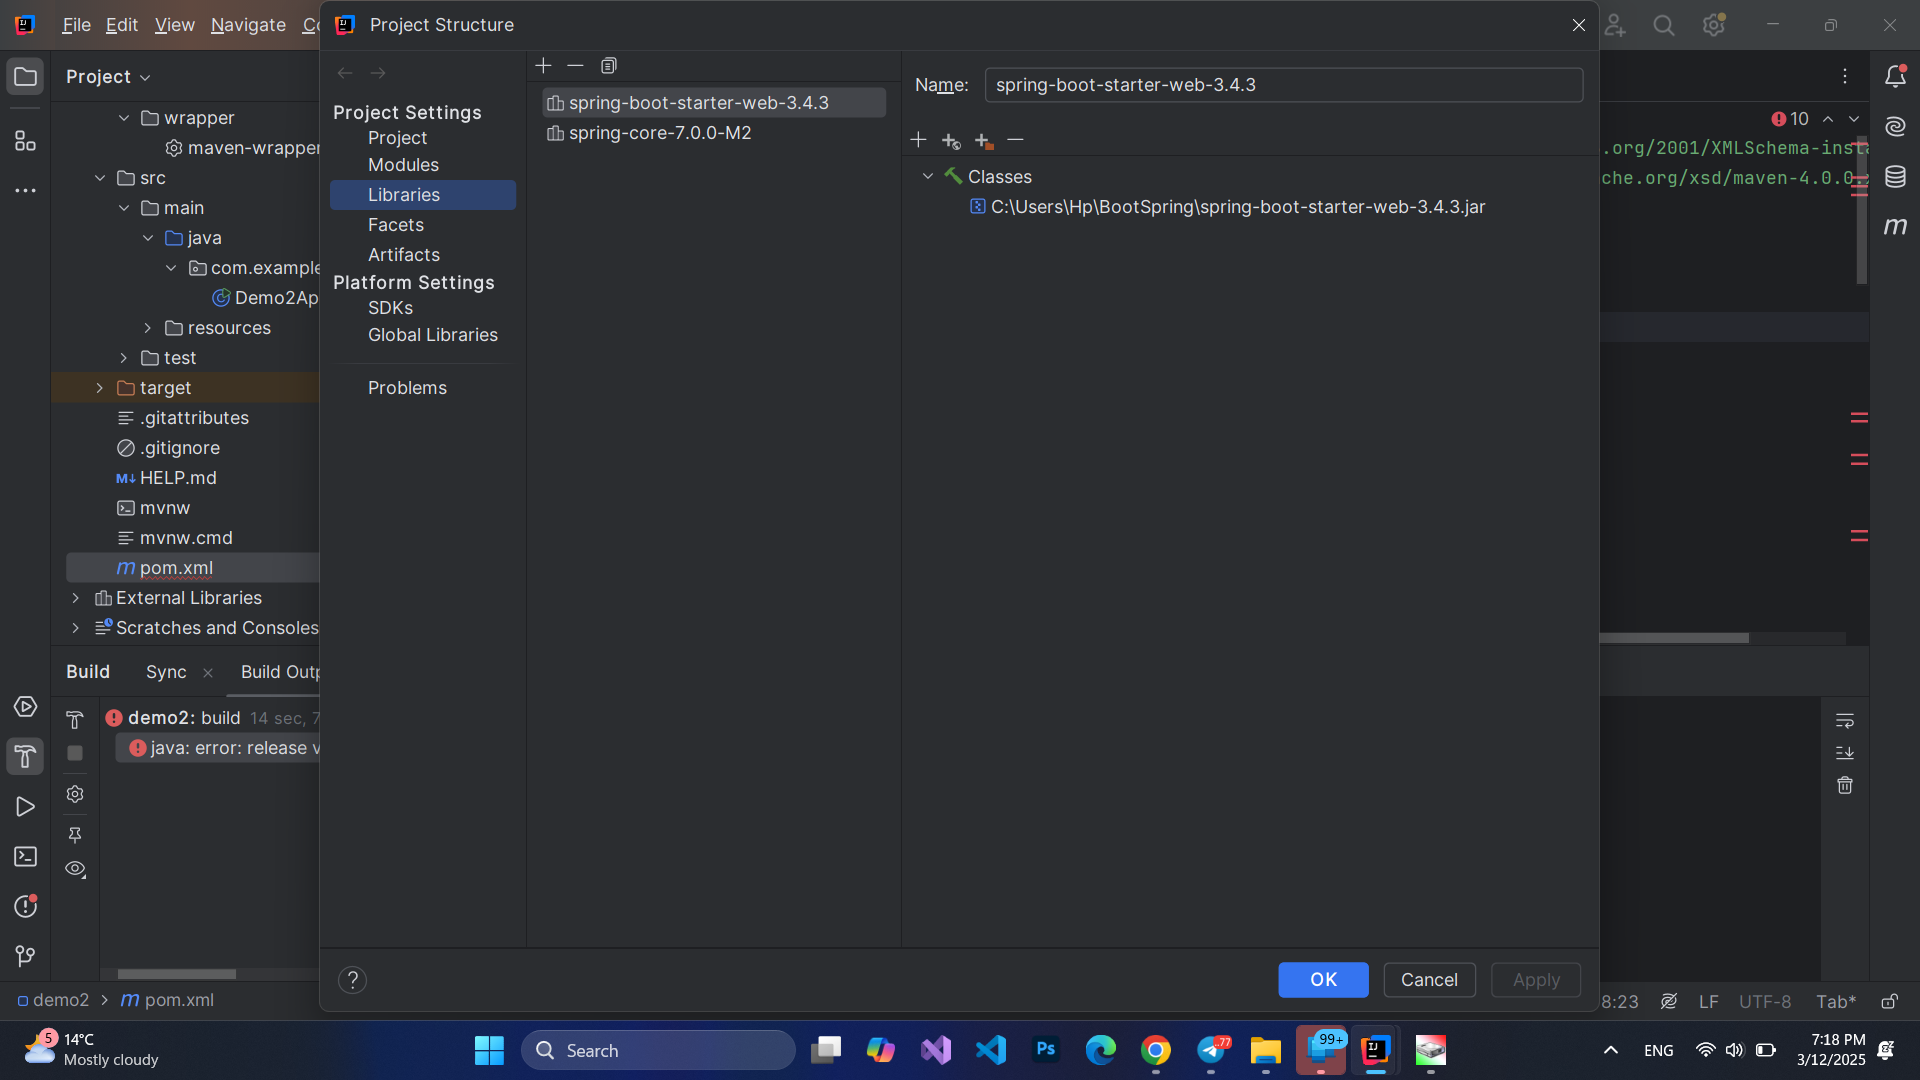 File Edit View Navigate
Project Structure
Project
wrapper
maven-wrapper
src
main
java
com.example
Demo2Ap
resources
test
target
.gitattributes
.gitignore
M↓ HELP.md
mvnw
mvnw.cmd
m pom.xml
External Libraries
Scratches and Consoles
Project Settings
Project
Modules
Libraries
Facets
Artifacts
Platform Settings
SDKs
Global Libraries
Problems
spring-boot-starter-web-3.4.3
spring-core-7.0.0-M2
Name: spring-boot-starter-web-3.4.3
Classes
C:\Users\Hp\BootSpring\spring-boot-starter-web-3.4.3.jar
10
.org/2001/XMLSchema-inst
che.org/xsd/maven-4.0.0.
m
Build Sync Build Outp
demo2: build 14 sec, 7
java: error: release v
? OK Cancel Apply
demo2 > m pom.xml
8:23 LF UTF-8 Tab*
5 14°C
Mostly cloudy
Search
Ps
77
99+
ENG
7:18 PM
3/12/2025